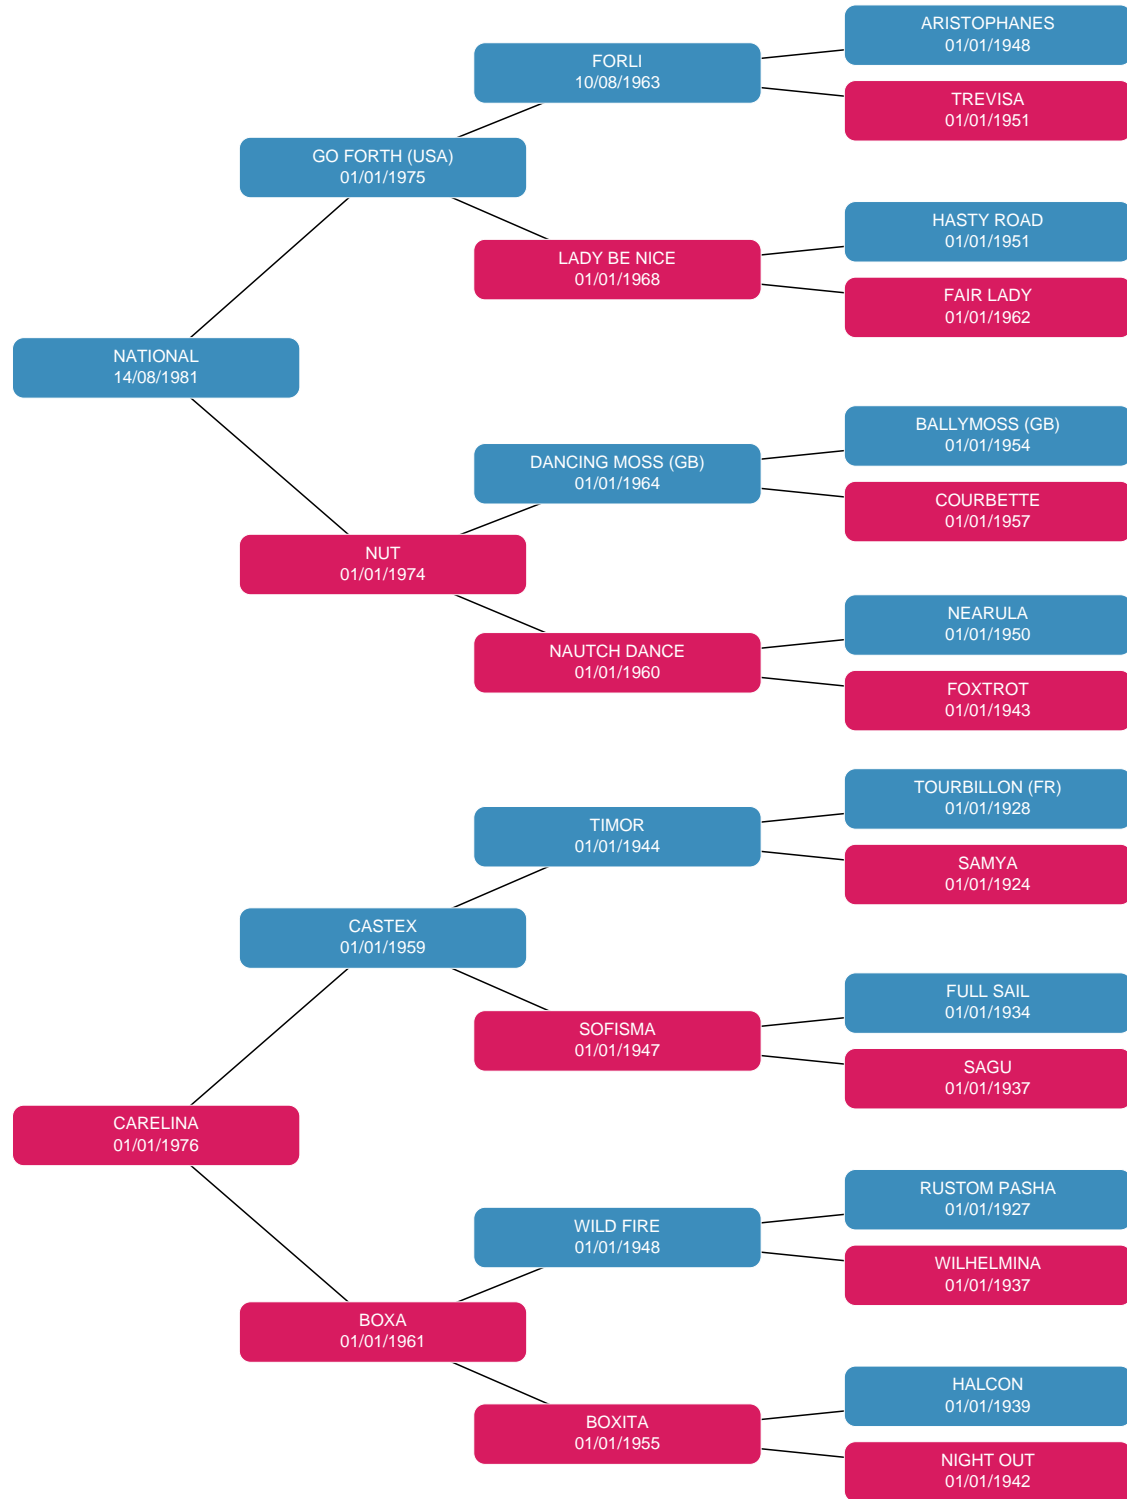 ARISTOPHANES
01/01/1948
FORLI
10/08/1963
TREVISA
01/01/1951
GO FORTH (USA)
01/01/1975
HASTY ROAD
01/01/1951
LADY BE NICE
01/01/1968
FAIR LADY
01/01/1962
NATIONAL
14/08/1981
BALLYMOSS (GB)
01/01/1954
DANCING MOSS (GB)
01/01/1964
COURBETTE
01/01/1957
NUT
01/01/1974
NEARULA
01/01/1950
NAUTCH DANCE
01/01/1960
FOXTROT
01/01/1943
TOURBILLON (FR)
01/01/1928
TIMOR
01/01/1944
SAMYA
01/01/1924
CASTEX
01/01/1959
FULL SAIL
01/01/1934
SOFISMA
01/01/1947
SAGU
01/01/1937
CARELINA
01/01/1976
RUSTOM PASHA
01/01/1927
WILD FIRE
01/01/1948
WILHELMINA
01/01/1937
BOXA
01/01/1961
HALCON
01/01/1939
BOXITA
01/01/1955
NIGHT OUT
01/01/1942